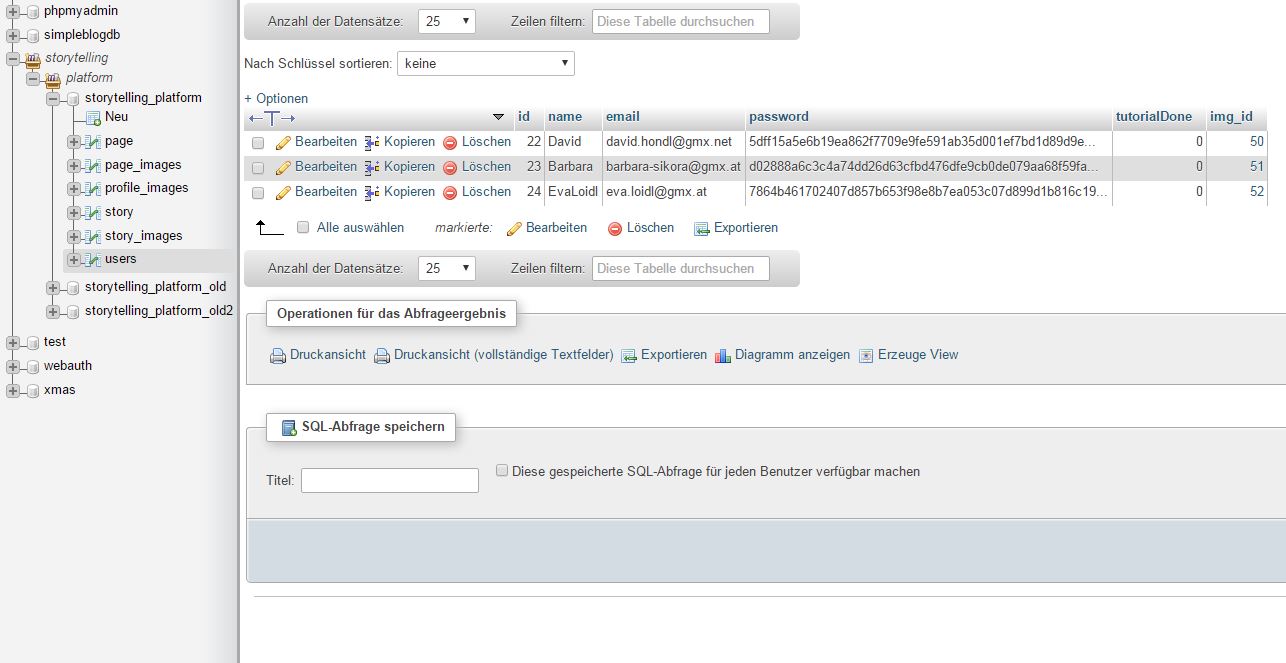 phpmyadmin
simpleblogdb
storytelling
platform
storytelling_platform
Neu
page
page_images
profile_images
story
story_images
users
storytelling_platform_old
storytelling_platform_old2
test
webauth
xmas
Anzahl der Datensätze: 25 Zeilen filtern: Diese Tabelle durchsuchen
Nach Schlüssel sortieren: keine
+ Optionen
←T→ id name email password tutorialDone img_id
Bearbeiten Kopieren Löschen 22 David david.hondl@gmx.net 5dff15a5e6b19ea862f7709e9fe591ab35d001ef7bd1d89d9e... 0 50
Bearbeiten Kopieren Löschen 23 Barbara barbara-sikora@gmx.at d0288a6c3c4a74dd26d63cfbd476dfe9cb0de079aa68f59fa... 0 51
Bearbeiten Kopieren Löschen 24 EvaLoidl eva.loidl@gmx.at 7864b461702407d857b653f98e8b7ea053c07d899d1b816c19... 0 52
Alle auswählen markierte: Bearbeiten Löschen Exportieren
Anzahl der Datensätze: 25 Zeilen filtern: Diese Tabelle durchsuchen
Operationen für das Abfrageergebnis
Druckansicht Druckansicht (vollständige Textfelder) Exportieren Diagramm anzeigen Erzeuge View
SQL-Abfrage speichern
Titel: Diese gespeicherte SQL-Abfrage für jeden Benutzer verfügbar machen